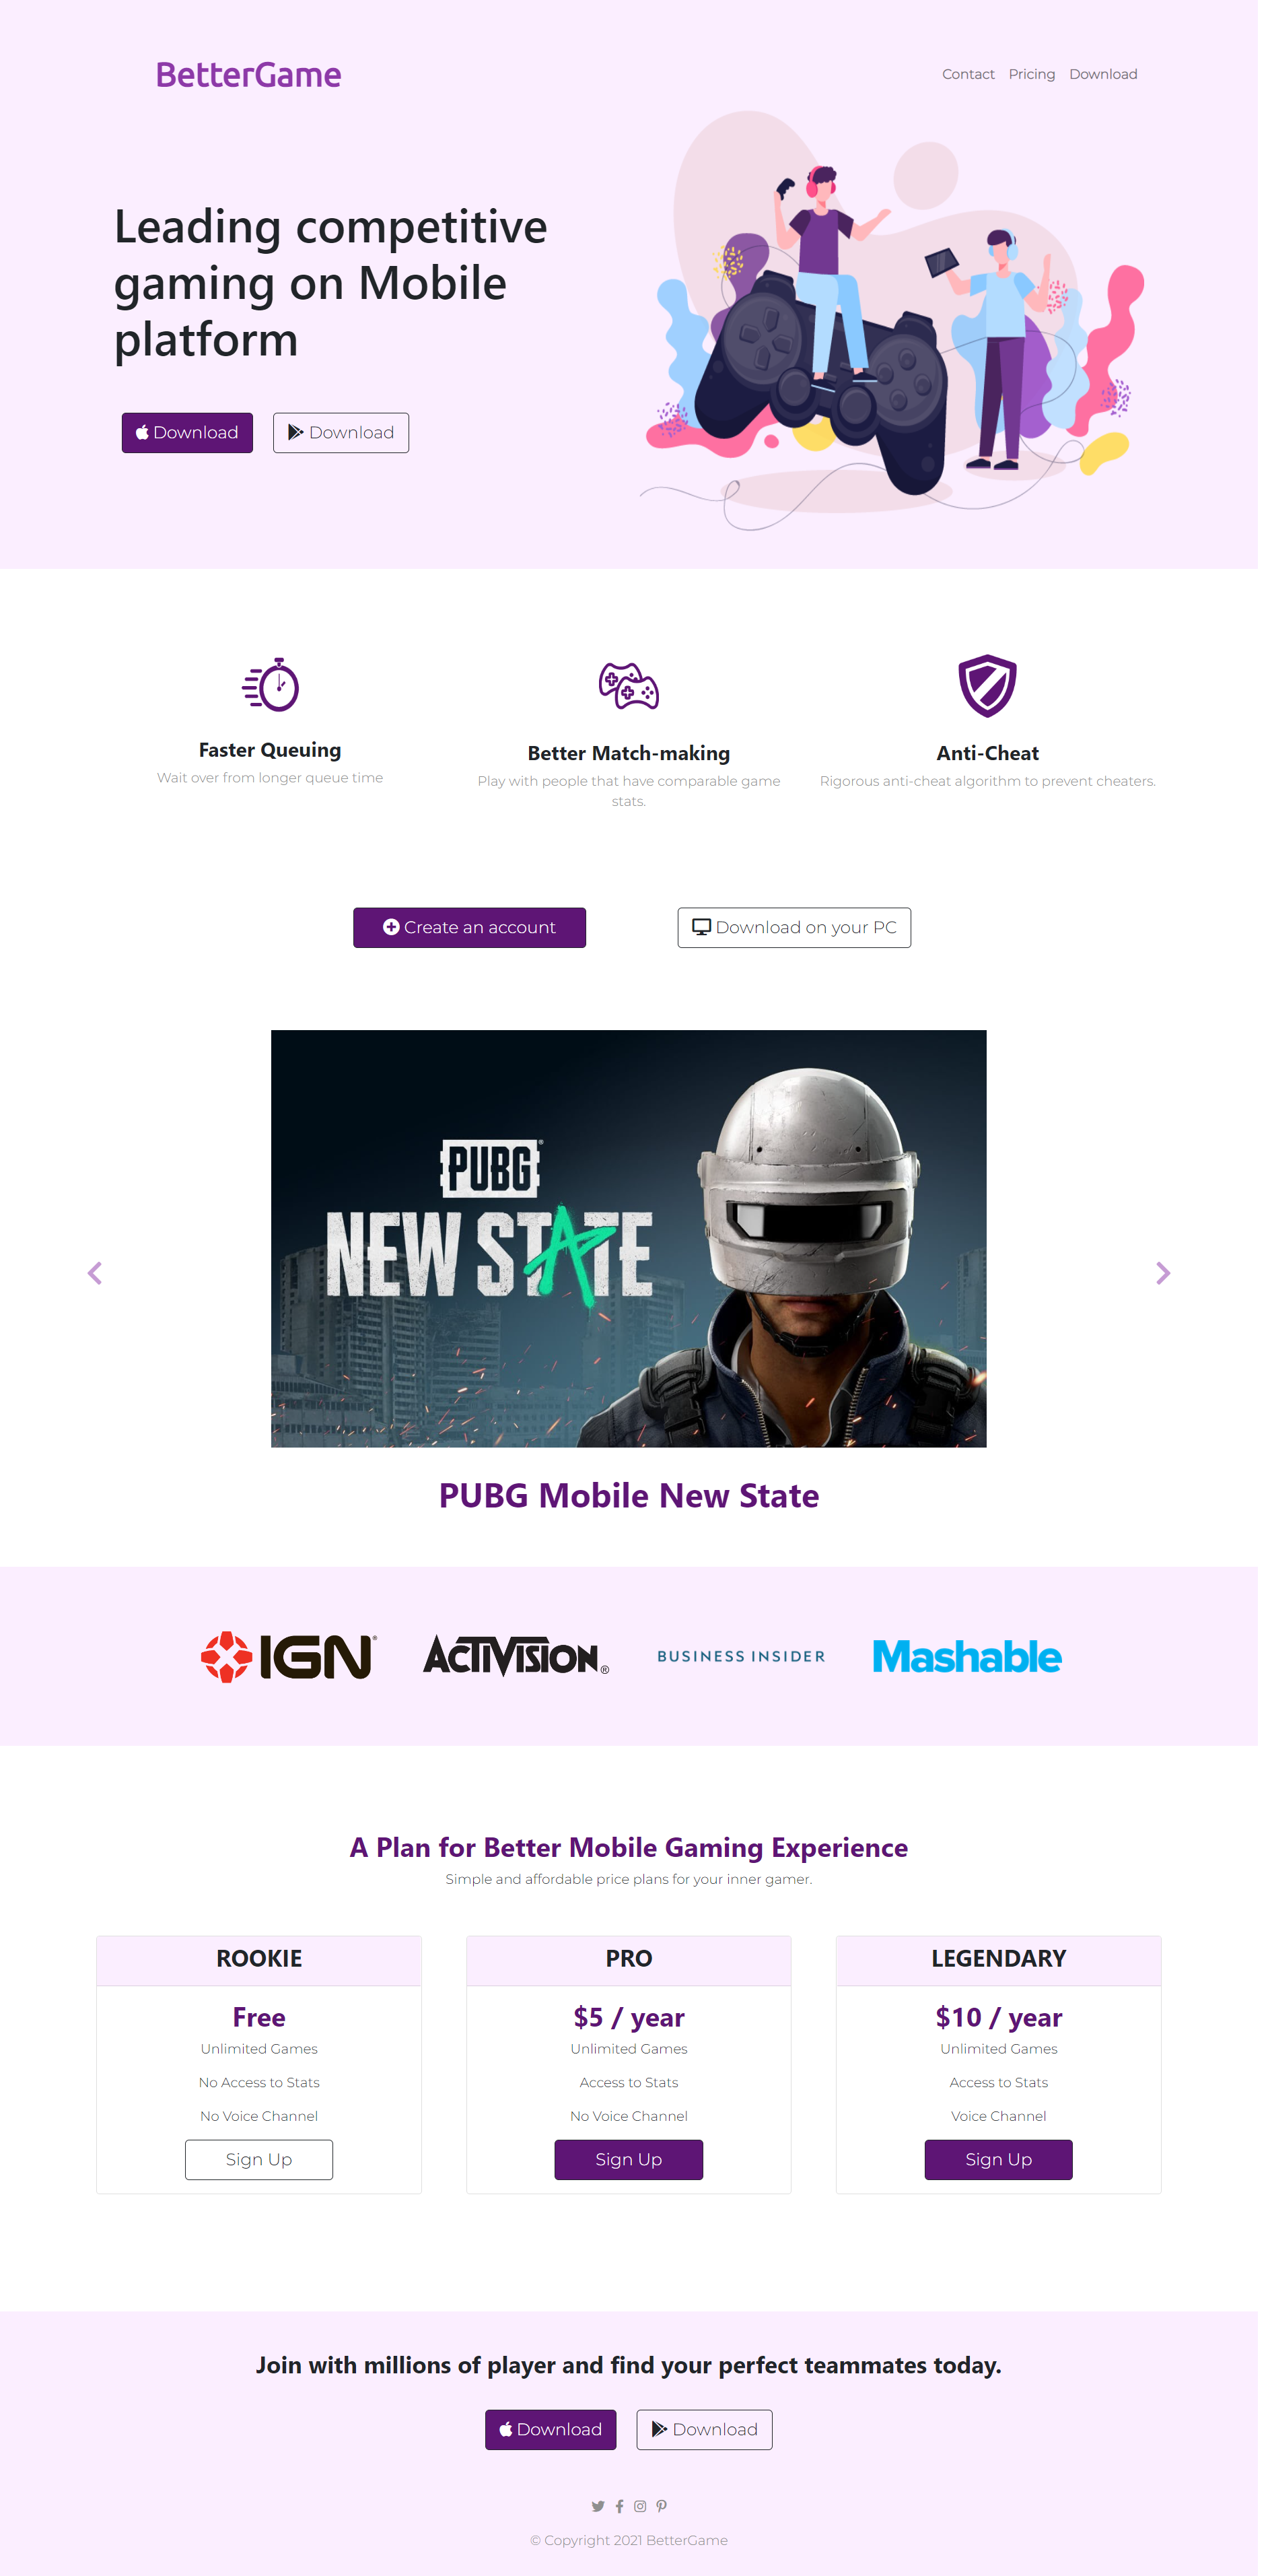 BetterGame
Contact Pricing Download
Leading competitive
gaming on Mobile
platform
Download Download
Faster Queuing
Wait over from longer queue time
Better Match-making
Play with people that have comparable game
stats.
Anti-Cheat
Rigorous anti-cheat algorithm to prevent cheaters.
Create an account Download on your PC
PUBG
NEW STATE
PUBG Mobile New State
IGN® ACTIVISION® BUSINESS INSIDER Mashable
A Plan for Better Mobile Gaming Experience
Simple and affordable price plans for your inner gamer.
ROOKIE
Free
Unlimited Games
No Access to Stats
No Voice Channel
Sign Up
PRO
$5 / year
Unlimited Games
Access to Stats
No Voice Channel
Sign Up
LEGENDARY
$10 / year
Unlimited Games
Access to Stats
Voice Channel
Sign Up
Join with millions of player and find your perfect teammates today.
Download Download
© Copyright 2021 BetterGame